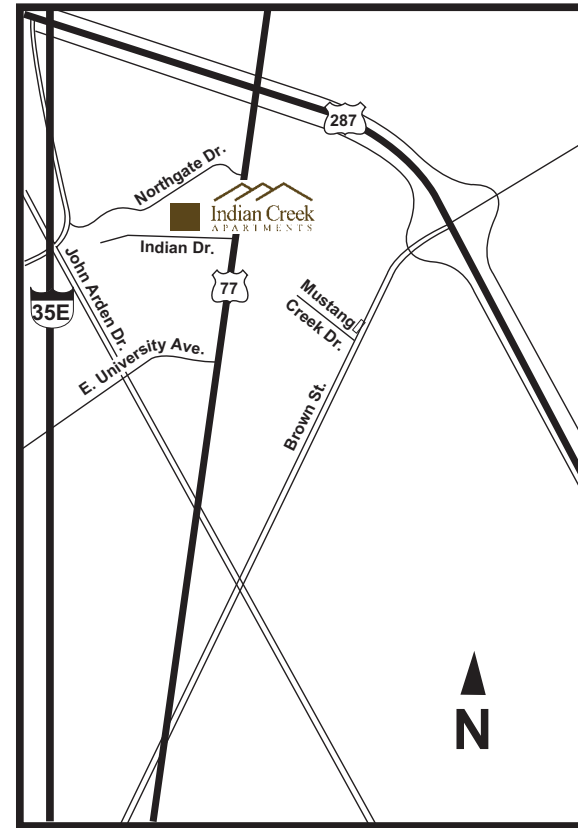 287
Northgate Dr.
Indian Creek
APARTMENTS
Indian Dr.
77
John Arden Dr.
35E
Mustang
Creek Dr.
E. University Ave.
Brown St.
N